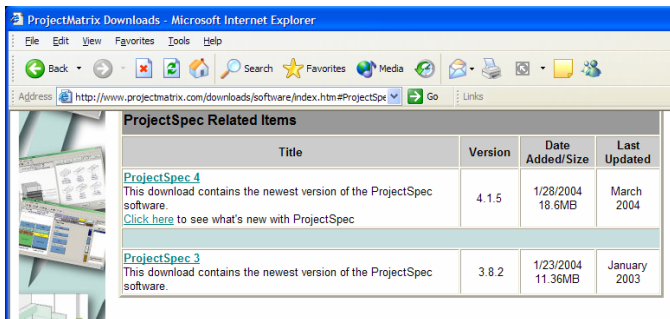 ProjectMatrix Downloads - Microsoft Internet Explorer
File Edit View Favorites Tools Help
Back Search Favorites Media
Address http://www.projectmatrix.com/downloads/software/index.htm#ProjectSpe Go Links
ProjectSpec Related Items
Title Version Date Added/Size Last Updated
ProjectSpec 4
This download contains the newest version of the ProjectSpec
software.
Click here to see what's new with ProjectSpec
4.1.5
1/28/2004
18.6MB
March
2004
ProjectSpec 3
This download contains the newest version of the ProjectSpec
software.
3.8.2
1/23/2004
11.36MB
January
2003